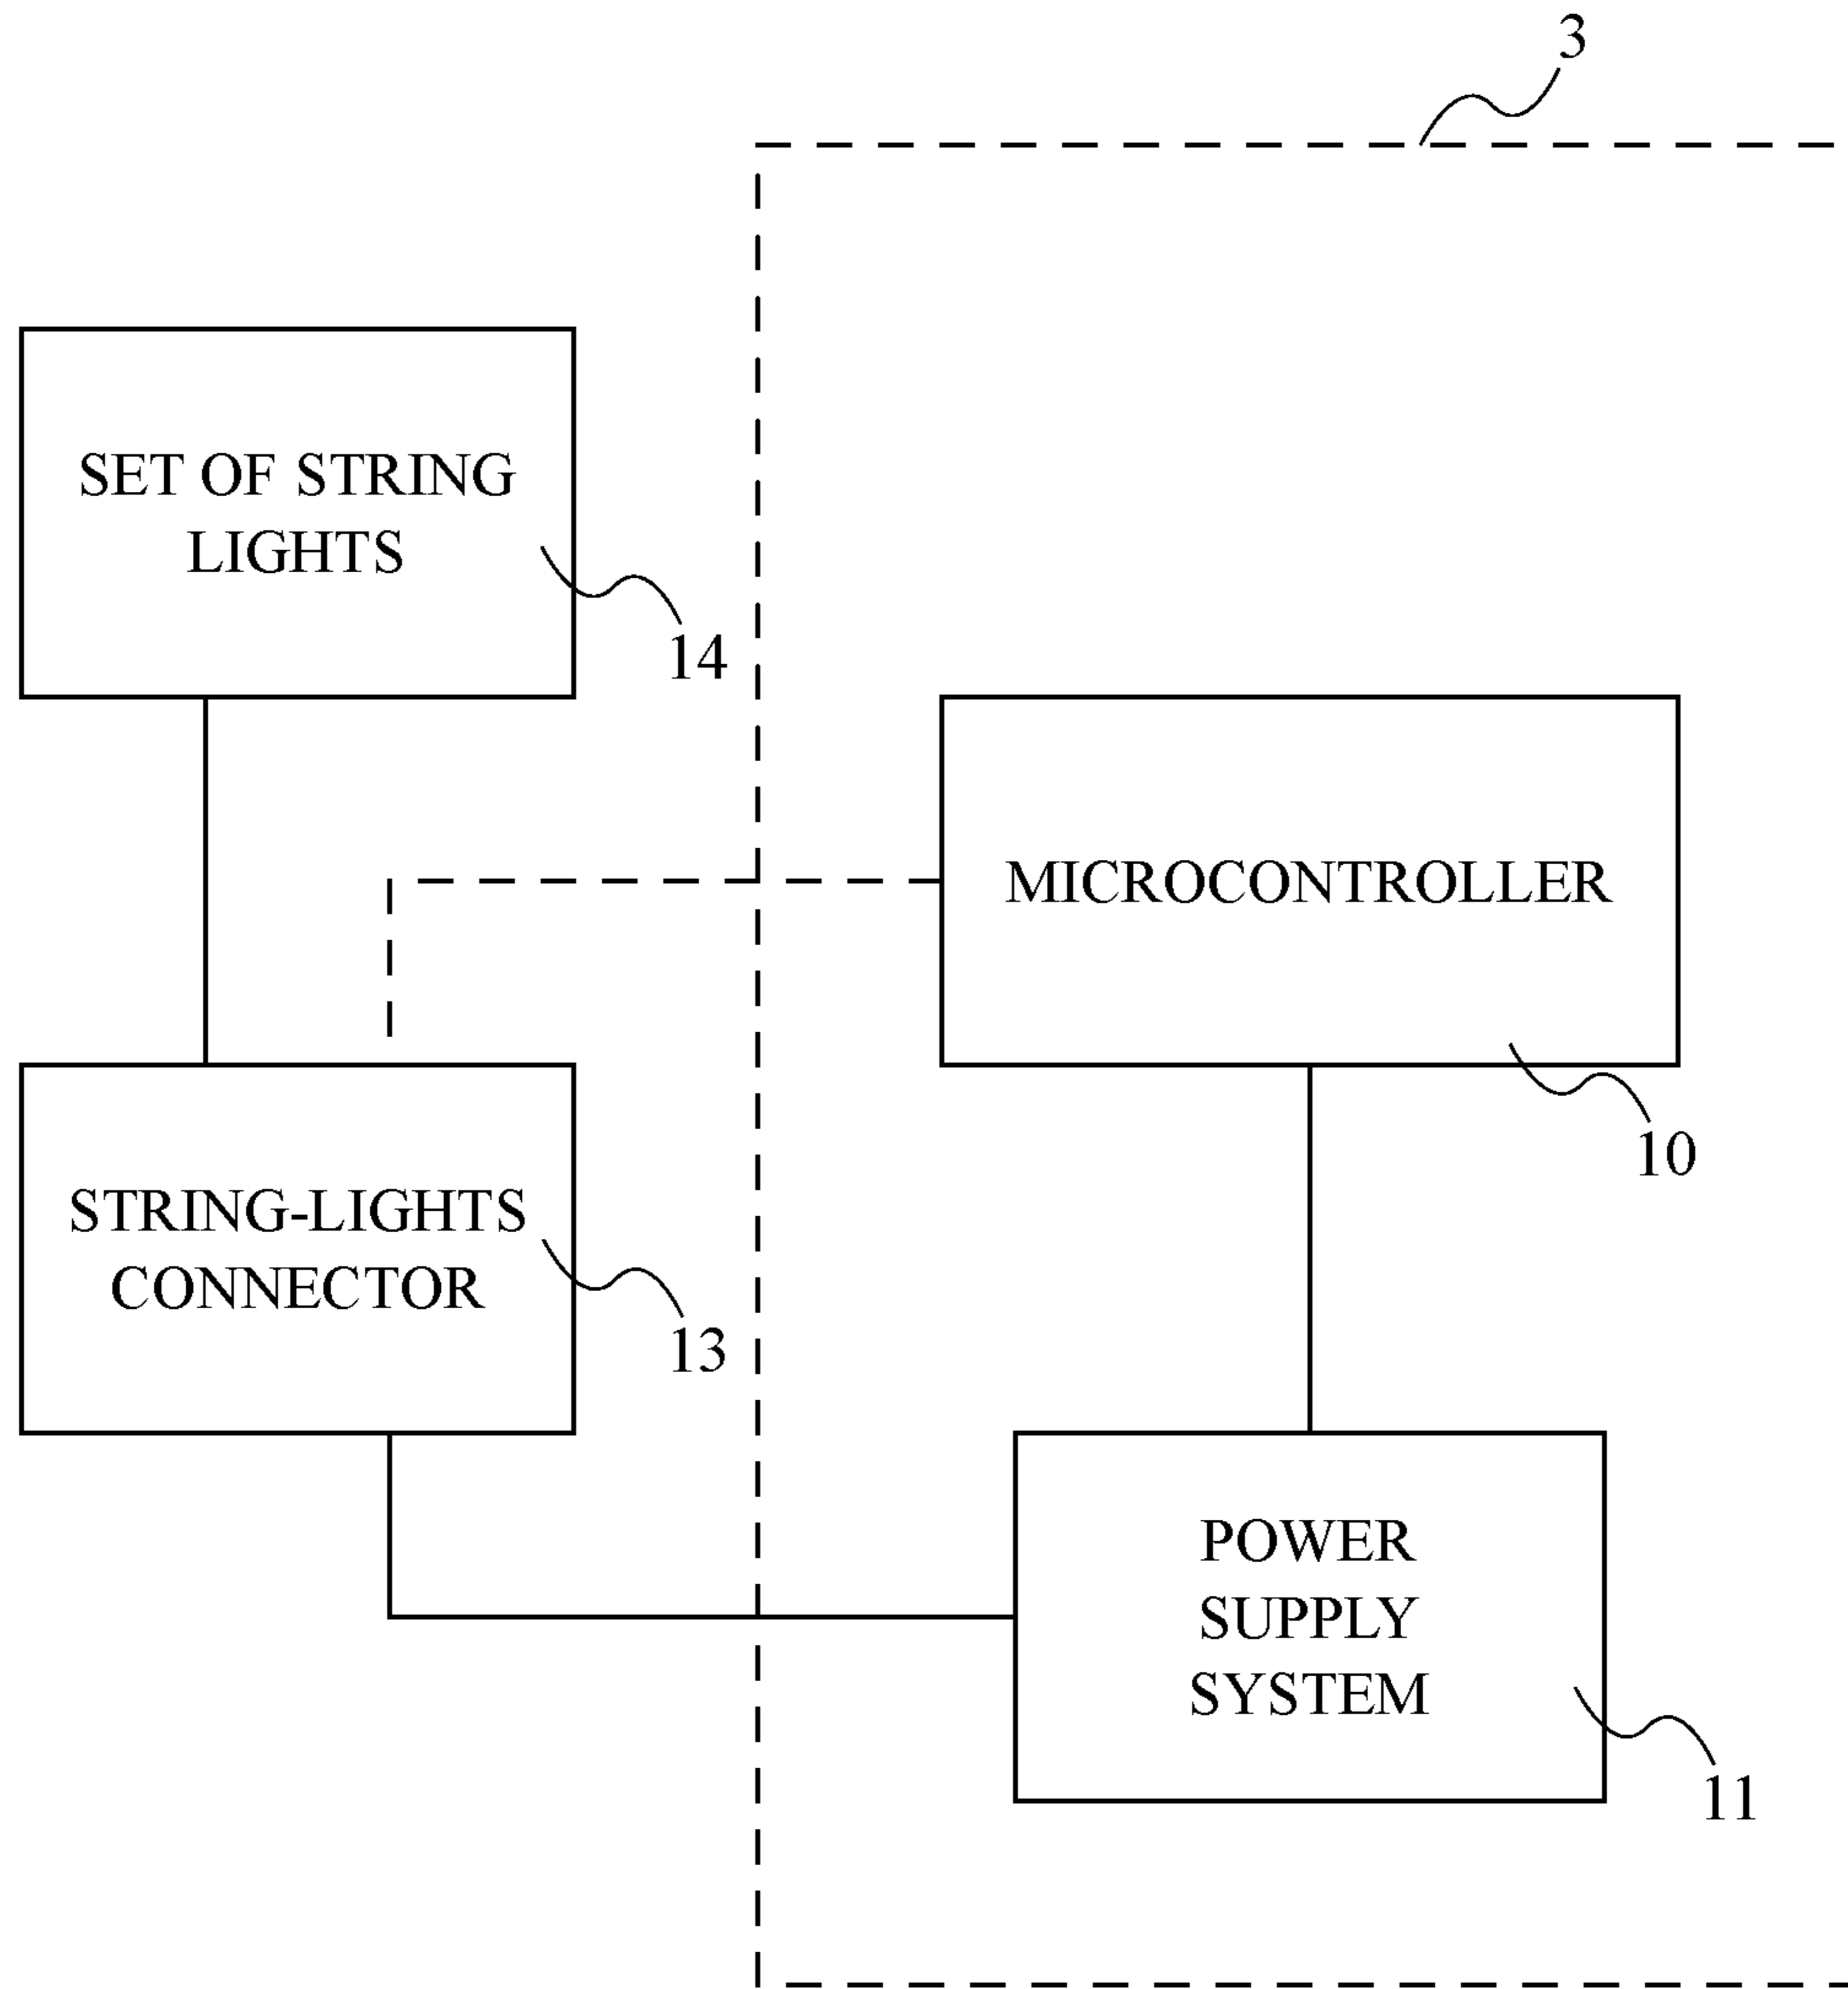 3
SET OF STRING
LIGHTS
14
MICROCONTROLLER
10
STRING-LIGHTS
CONNECTOR
13
POWER
SUPPLY
SYSTEM
11